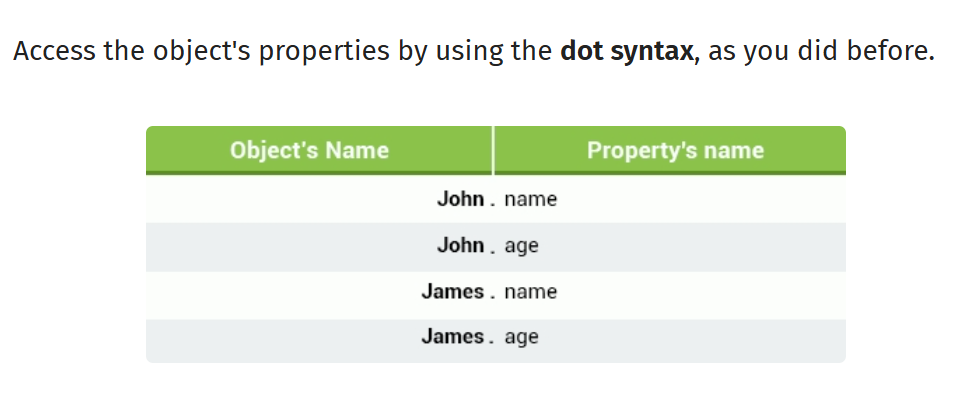 Access the object's properties by using the dot syntax, as you did before.
Object's Name Property's name
John . name
John . age
James . name
James . age